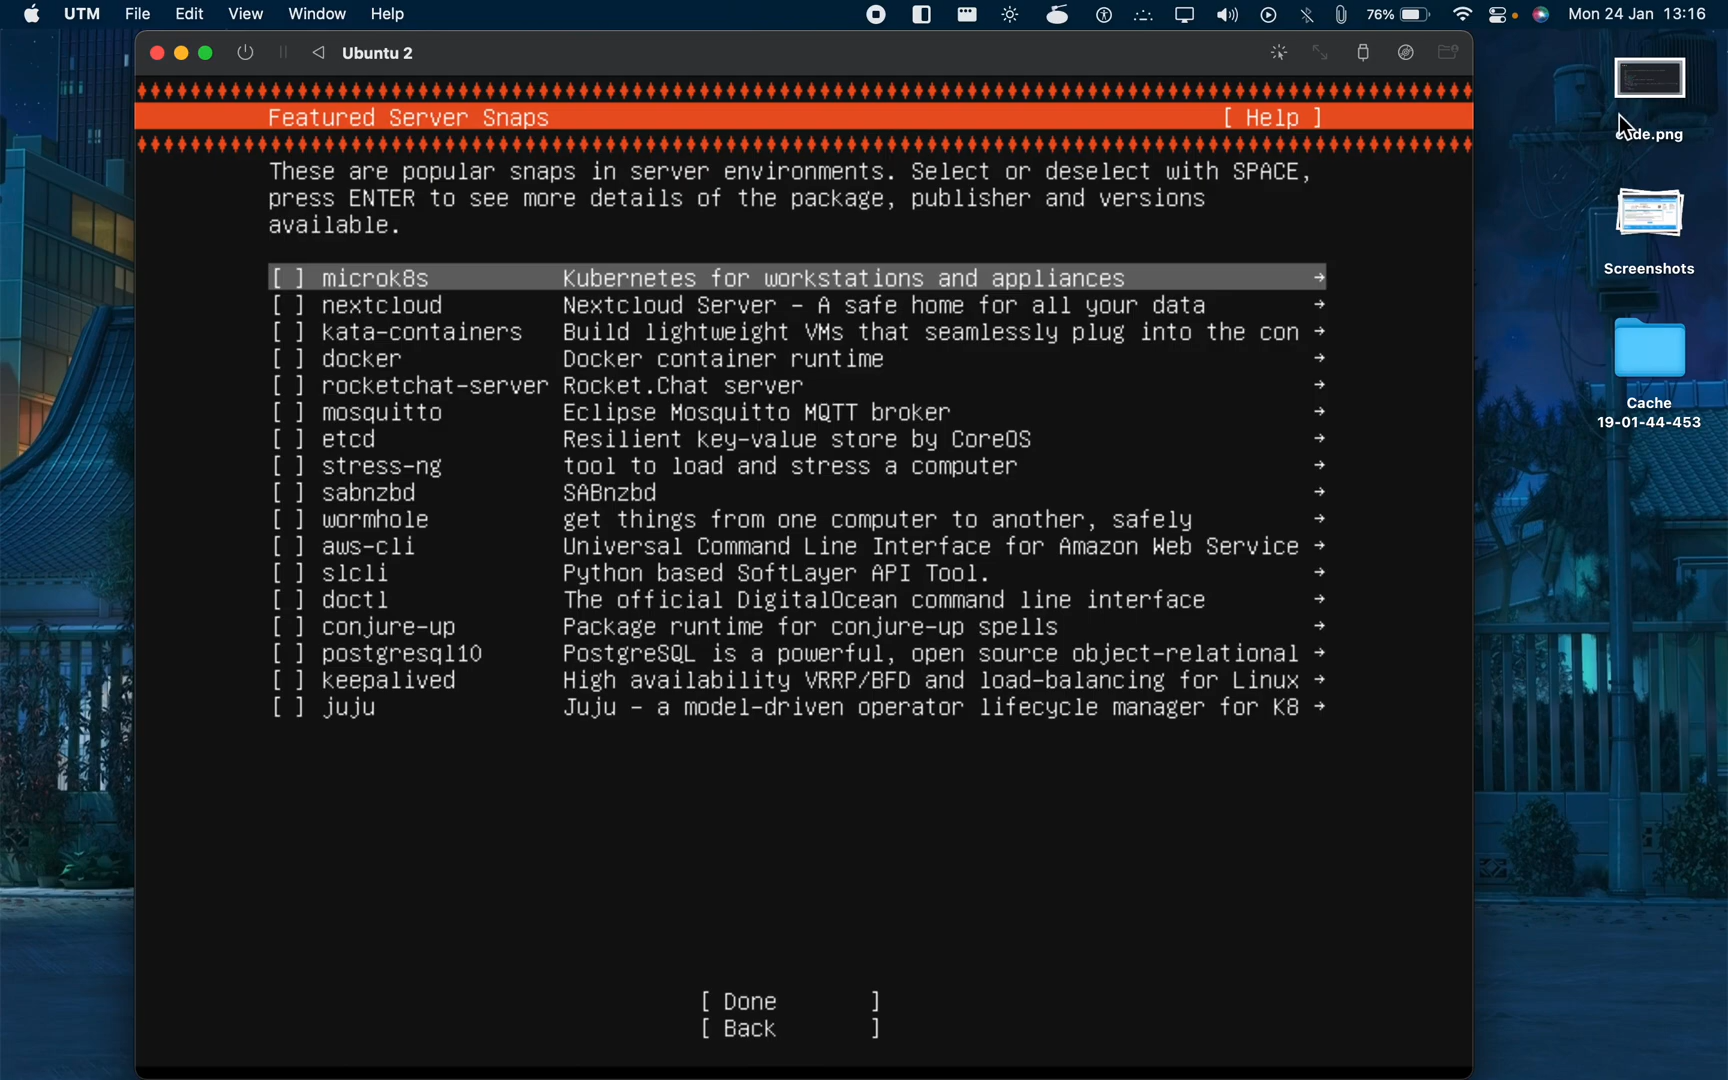 UTM File Edit View Window Help 76% Mon 24 Jan 13:16
Ubuntu 2
Featured Server Snaps [ Help ]
These are popular snaps in server environments. Select or deselect with SPACE,
press ENTER to see more details of the package, publisher and versions
available.
[ ] microk8s Kubernetes for workstations and appliances →
[ ] nextcloud Nextcloud Server - A safe home for all your data →
[ ] kata-containers Build lightweight VMs that seamlessly plug into the con →
[ ] docker Docker container runtime →
[ ] rocketchat-server Rocket.Chat server →
[ ] mosquitto Eclipse Mosquitto MQTT broker →
[ ] etcd Resilient key-value store by CoreOS →
[ ] stress-ng tool to load and stress a computer →
[ ] sabnzbd SABnzbd →
[ ] wormhole get things from one computer to another, safely →
[ ] aws-cli Universal Command Line Interface for Amazon Web Service →
[ ] slcli Python based SoftLayer API Tool. →
[ ] doctl The official DigitalOcean command line interface →
[ ] conjure-up Package runtime for conjure-up spells →
[ ] postgresql10 PostgreSQL is a powerful, open source object-relational →
[ ] keepalived High availability VRRP/BFD and load-balancing for Linux →
[ ] juju Juju - a model-driven operator lifecycle manager for K8 →
[ Done ]
[ Back ]
Screenshots
Cache
19-01-44-453